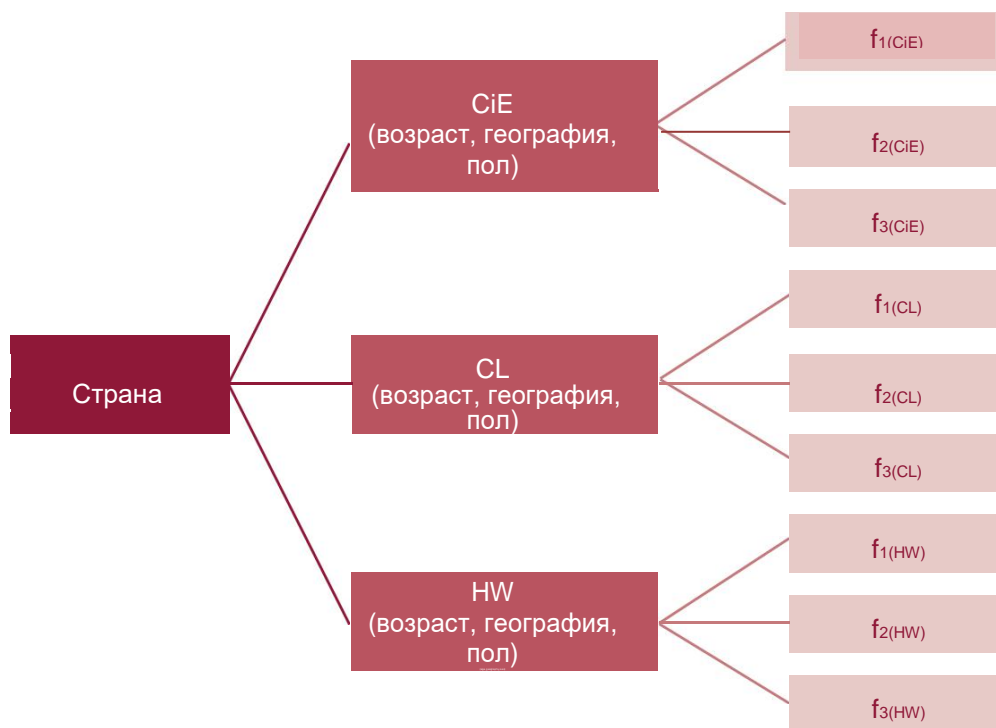 Страна
CiE
(возраст, география,
пол)
f1(CiE)
f2(CiE)
f3(CiE)
CL
(возраст, география,
пол)
f1(CL)
f2(CL)
f3(CL)
HW
(возраст, география,
пол)
f1(HW)
f2(HW)
f3(HW)